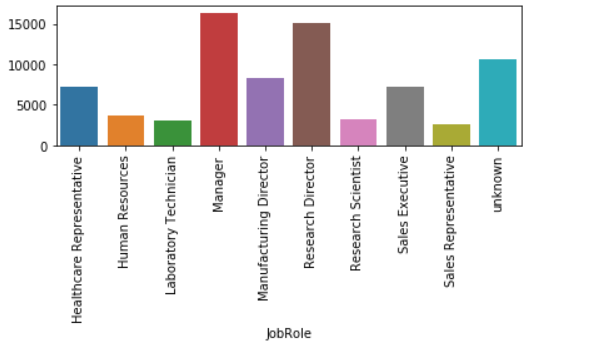 15000
10000
5000
0
Healthcare Representative
Human Resources
Laboratory Technician
Manager
Manufacturing Director
Research Director
Research Scientist
Sales Executive
Sales Representative
unknown
JobRole